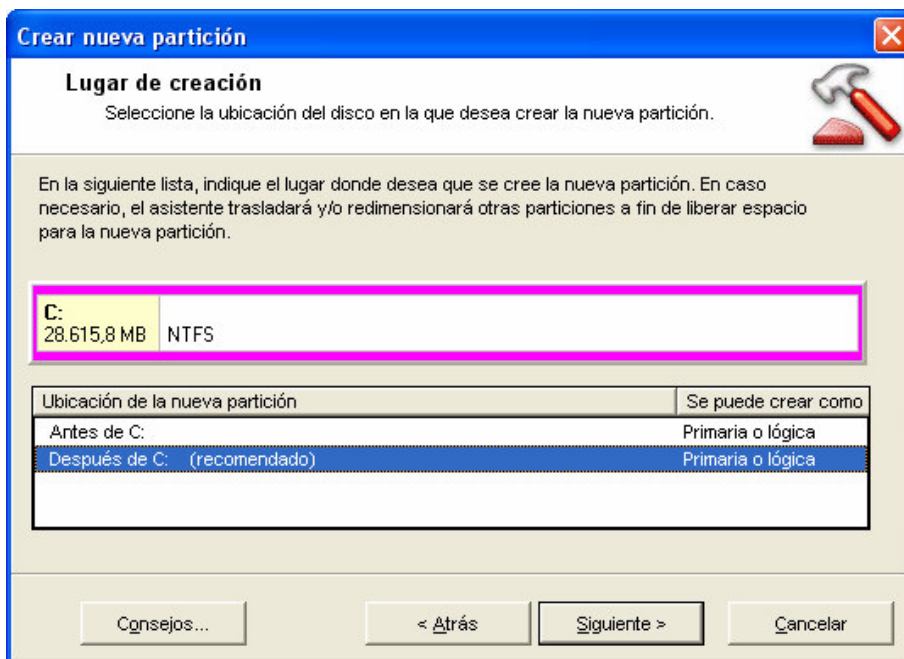 Crear nueva partición
Lugar de creación
Seleccione la ubicación del disco en la que desea crear la nueva partición.
En la siguiente lista, indique el lugar donde desea que se cree la nueva partición. En caso
necesario, el asistente trasladará y/o redimensionará otras particiones a fin de liberar espacio
para la nueva partición.
C:
28.615,8 MB NTFS
Ubicación de la nueva partición Se puede crear como
Antes de C: Primaria o lógica
Después de C: (recomendado) Primaria o lógica
Consejos... < Atrás Siguiente > Cancelar